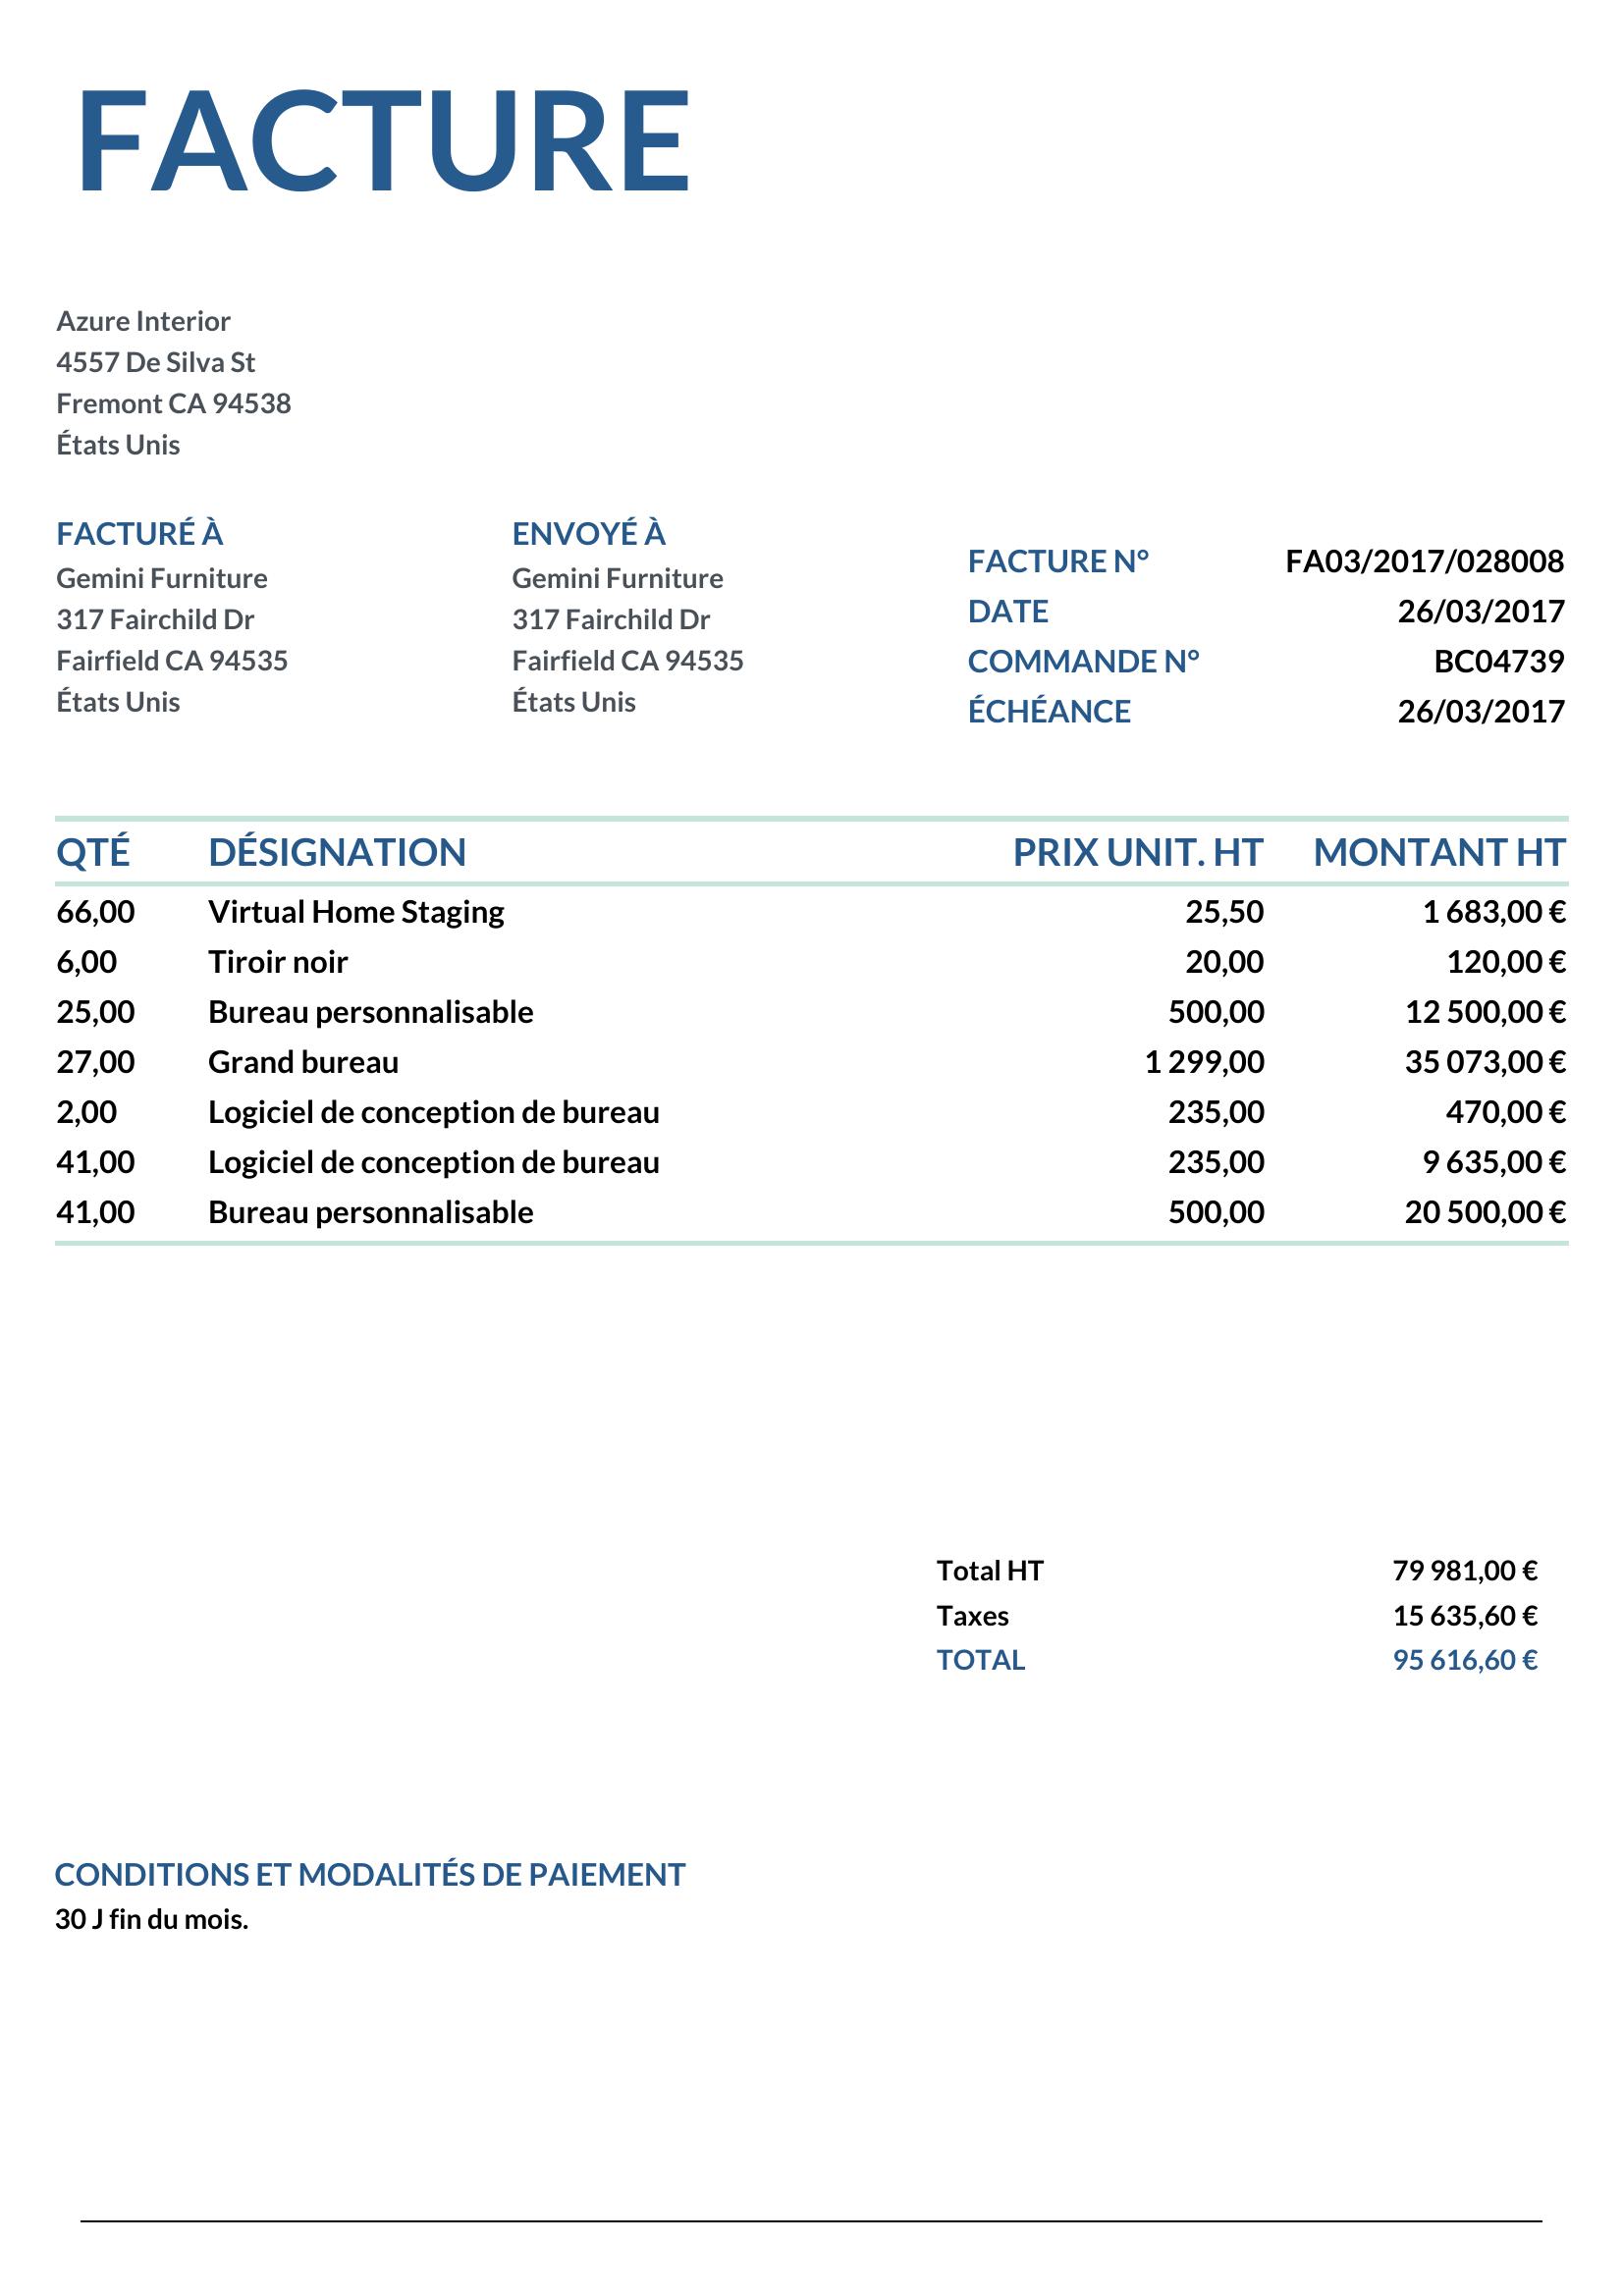 FACTURE
Azure Interior
4557 De Silva St
Fremont CA 94538
États Unis
FACTURÉ À
Gemini Furniture
317 Fairchild Dr
Fairfield CA 94535
États Unis
ENVOYÉ À
Gemini Furniture
317 Fairchild Dr
Fairfield CA 94535
États Unis
FACTURE N° FA03/2017/028008
DATE 26/03/2017
COMMANDE N° BC04739
ÉCHÉANCE 26/03/2017
QTÉ DÉSIGNATION PRIX UNIT. HT MONTANT HT
66,00 Virtual Home Staging 25,50 1 683,00 €
6,00 Tiroir noir 20,00 120,00 €
25,00 Bureau personnalisable 500,00 12 500,00 €
27,00 Grand bureau 1 299,00 35 073,00 €
2,00 Logiciel de conception de bureau 235,00 470,00 €
41,00 Logiciel de conception de bureau 235,00 9 635,00 €
41,00 Bureau personnalisable 500,00 20 500,00 €
Total HT 79 981,00 €
Taxes 15 635,60 €
TOTAL 95 616,60 €
CONDITIONS ET MODALITÉS DE PAIEMENT
30 J fin du mois.